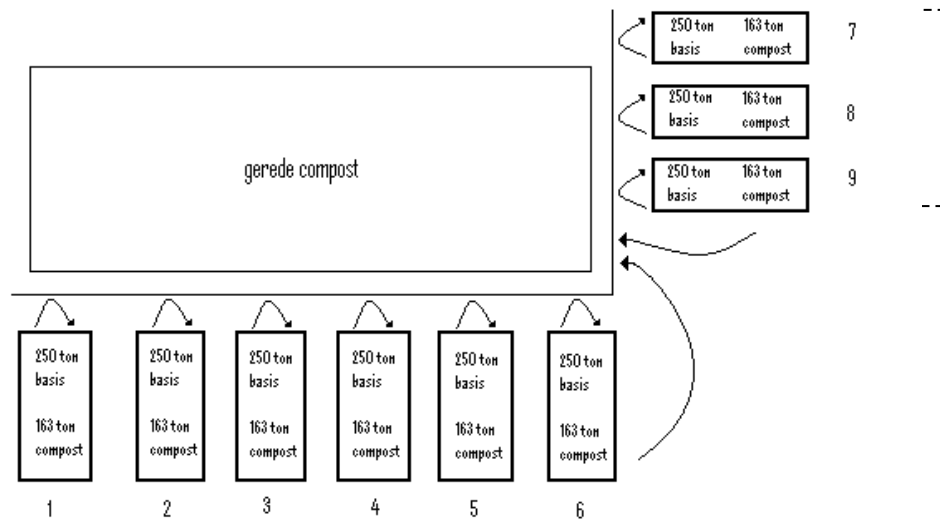 250 ton 163 ton
basis compost
7
250 ton 163 ton
basis compost
8
250 ton 163 ton
basis compost
9
gerede compost
250 ton
basis
163 ton
compost
1
250 ton
basis
163 ton
compost
2
250 ton
basis
163 ton
compost
3
250 ton
basis
163 ton
compost
4
250 ton
basis
163 ton
compost
5
250 ton
basis
163 ton
compost
6